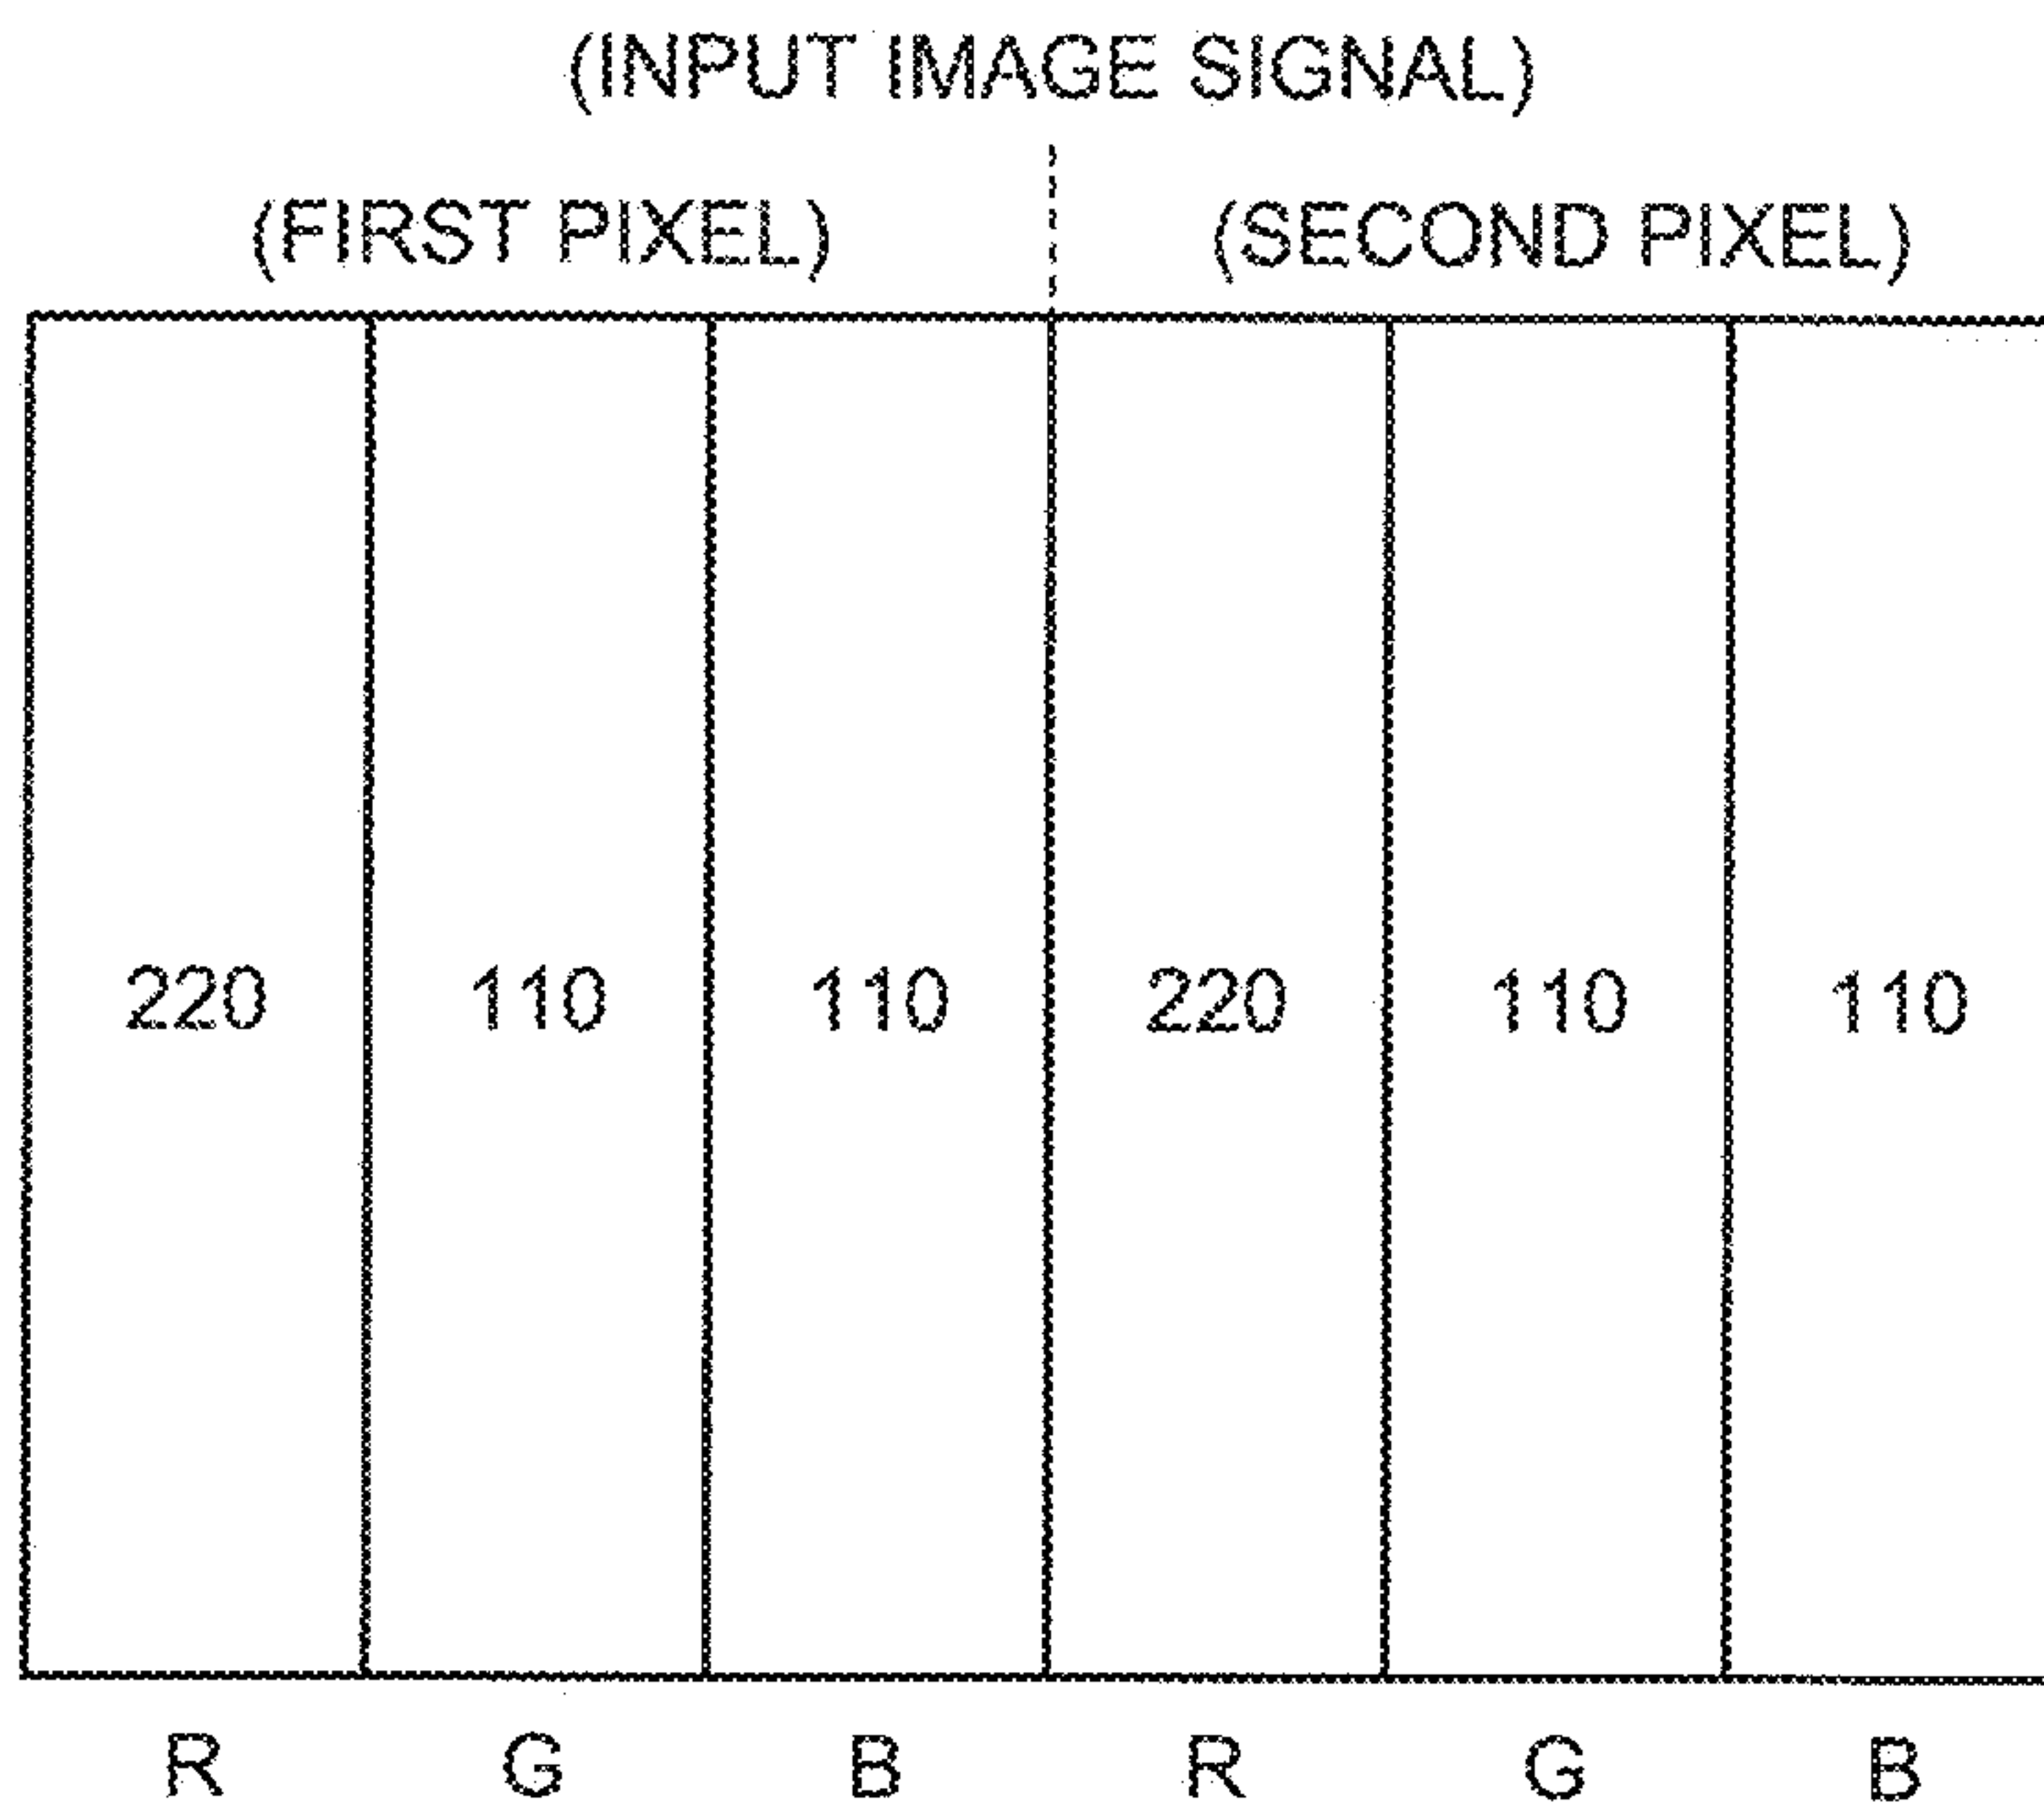 (INPUT IMAGE SIGNAL)
(FIRST PIXEL) (SECOND PIXEL)
220 110 110 220 110 110
R G B R G B